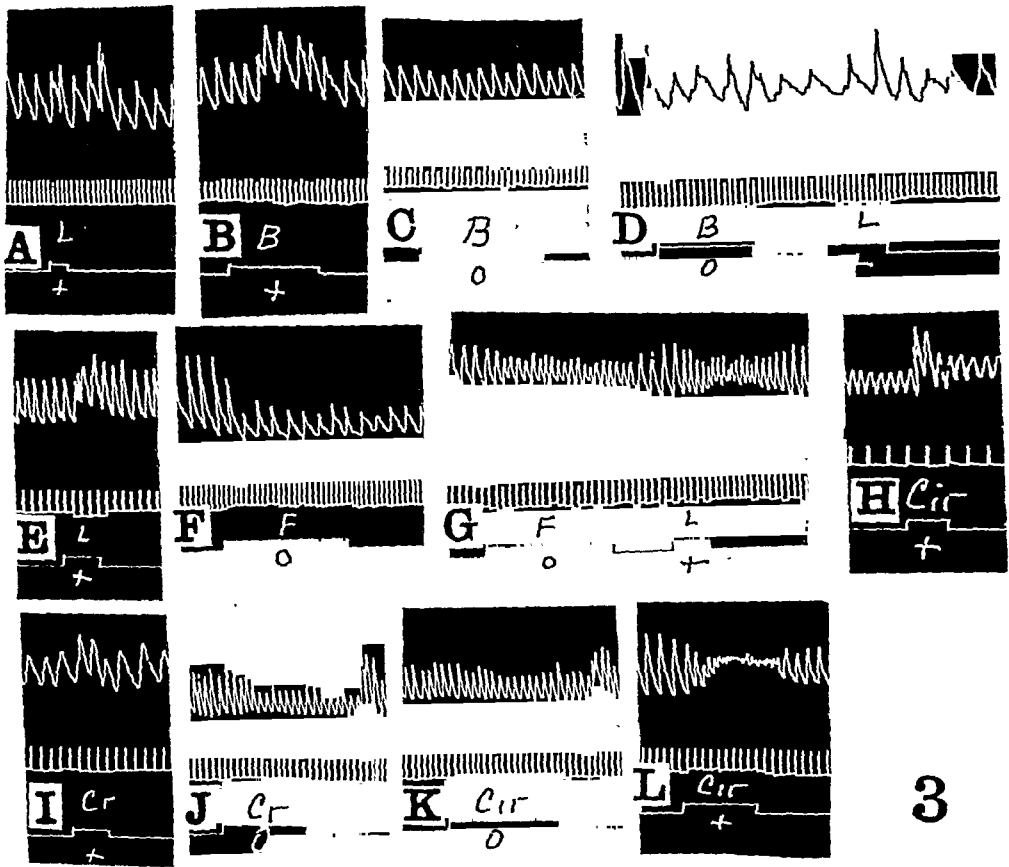 A L +
B B +
C B 0
D B 0 L
E L +
F F 0
G F 0 L +
H Cir +
I Cr +
J Cr 0
K Cir 0
L Cir +
3